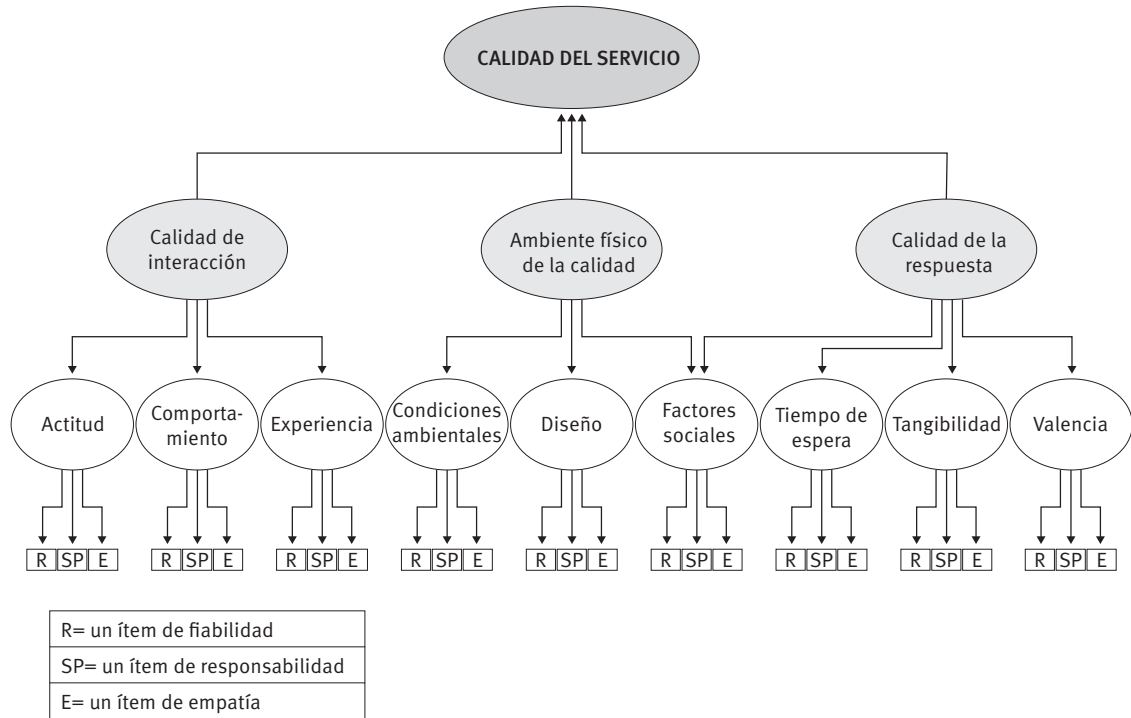 CALIDAD DEL SERVICIO
Calidad de
interacción
Ambiente físico
de la calidad
Calidad de la
respuesta
Actitud
Comporta-
miento
Experiencia
Condiciones
ambientales
Diseño
Factores
sociales
Tiempo de
espera
Tangibilidad
Valencia
R SP E
R SP E
R SP E
R SP E
R SP E
R SP E
R SP E
R SP E
R SP E
R= un ítem de fiabilidad
SP= un ítem de responsabilidad
E= un ítem de empatía